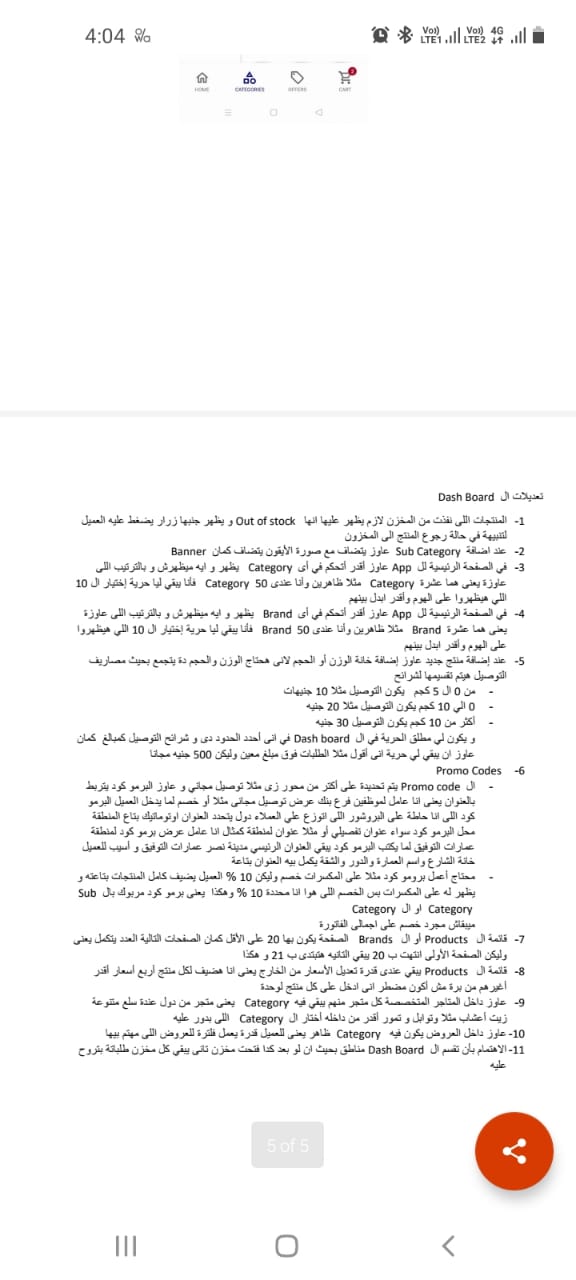 4:04
Vo)) LTE1 Vo)) LTE2 4G
HOME CATEGORIES OFFERS CART
تعديلات ال Dash Board
1- المنتجات اللي نفذت من المخزن لازم يظهر عليها انها Out of stock و يظهر جنبها زرار يضغط عليه العميل
لتنبيهة في حالة رجوع المنتج الى المخزون
2- عند اضافة Sub Category عاوز يتضاف مع صورة الأيقون يتضاف كمان Banner
3- في الصفحة الرئيسية لل App عاوز أقدر أتحكم في أى Category يظهر و ايه ميظهرش و بالترتيب اللى
عاوزة يعنى هما عشرة Category مثلا ظاهرين وأنا عندى 50 Category فأنا يبقي ليا حرية إختيار ال 10
اللي هيظهروا على الهوم وأقدر ابدل بينهم
4- في الصفحة الرئيسية لل App عاوز أقدر أتحكم في أى Brand يظهر و ايه ميظهرش و بالترتيب اللى عاوزة
يعنى هما عشرة Brand مثلا ظاهرين وأنا عندى 50 Brand فأنا يبقي ليا حرية إختيار ال 10 اللي هيظهروا
على الهوم وأقدر ابدل بينهم
5- عند إضافة منتج جديد عاوز إضافة خانة الوزن أو الحجم لانى هحتاج الوزن والحجم دة يتجمع بحيث مصاريف
التوصيل هيتم تقسيمها لشرائح
- من 0 ال 5 كجم يكون التوصيل مثلا 10 جنيهات
- 0 الي 10 كجم يكون التوصيل مثلا 20 جنيه
- أكثر من 10 كجم يكون التوصيل 30 جنيه
و يكون لي مطلق الحرية في ال Dash board في انى أحدد الحدود دى و شرائح التوصيل كمبالغ كمان
عاوز ان يبقي لي حرية انى أقول مثلا الطلبات فوق مبلغ معين وليكن 500 جنيه مجانا
6- Promo Codes
- ال Promo code يتم تحديدة على أكتر من محور زى مثلا توصيل مجاني و عاوز البرمو كود يتربط
بالعنوان يعنى انا عامل لموظفين فرع بنك عرض توصيل مجانى مثلا أو خصم لما يدخل العميل البرمو
كود اللى انا حاطة على البروشور اللى اتوزع على العملاء دول يتحدد العنوان اوتوماتيك بتاع المنطقة
محل البرمو كود سواء عنوان تفصيلي أو مثلا عنوان لمنطقة كمثال انا عامل عرض برمو كود لمنطقة
عمارات التوفيق لما يكتب البرمو كود يبقي العنوان الرئيسي مدينة نصر عمارات التوفيق و أسيب للعميل
خانة الشارع واسم العمارة والدور والشقة يكمل بيه العنوان بتاعة
- محتاج أعمل برومو كود مثلا على المكسرات خصم وليكن 10 % العميل يضيف كامل المنتجات بتاعته و
يظهر له على المكسرات بس الخصم اللى هوا انا محددة 10 % وهكذا يعنى برمو كود مربوك بال Sub
Category او ال Category
ميبقاش مجرد خصم على اجمالى الفاتورة
7- قائمة ال Products أو ال Brands الصفحة يكون بها 20 على الأقل كمان الصفحات التالية العدد يتكمل يعنى
وليكن الصفحة الأولى انتهت ب 20 يبقي التانيه هتبتدى ب 21 و هكذا
8- قائمة ال Products يبقي عندى قدرة تعديل الأسعار من الخارج يعنى انا هضيف لكل منتج أربع أسعار أقدر
أغيرهم من برة مش أكون مضطر انى ادخل على كل منتج لوحدة
9- عاوز داخل المتاجر المتخصصة كل متجر منهم يبقي فيه Category يعنى متجر من دول عندة سلع متنوعة
زيت أعشاب مثلا وتوابل و تمور أقدر من داخله أختار ال Category اللى بدور عليه
10- عاوز داخل العروض يكون فيه Category ظاهر يعنى للعميل قدرة يعمل فلترة للعروض اللى مهتم بيها
11- الاهتمام بأن تقسم ال Dash Board مناطق بحيث ان لو بعد كدا فتحت مخزن تانى يبقي كل مخزن طلباتة بتروح
عليه
5 of 5